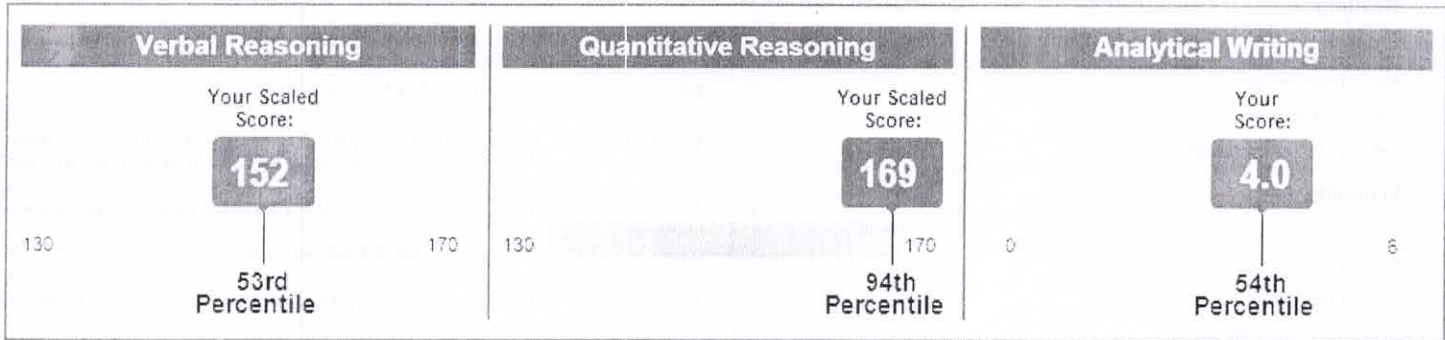 Verbal Reasoning
Your Scaled
Score:
152
130
170
53rd
Percentile
Quantitative Reasoning
Your Scaled
Score:
169
130
170
94th
Percentile
Analytical Writing
Your
Score:
4.0
0
6
54th
Percentile